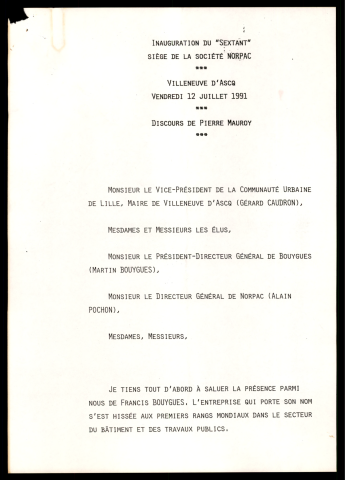 INAUGURATION DU "SEXTANT"
SIÈGE DE LA SOCIÉTÉ NORPAC
***
VILLENEUVE D'ASCQ
VENDREDI 12 JUILLET 1991
***
DISCOURS DE PIERRE MAUROY
***
MONSIEUR LE VICE-PRÉSIDENT DE LA COMMUNAUTÉ URBAINE
DE LILLE, MAIRE DE VILLENEUVE D'ASCQ (GÉRARD CAUDRON),
MESDAMES ET MESSIEURS LES ÉLUS,
MONSIEUR LE PRÉSIDENT-DIRECTEUR GÉNÉRAL DE BOUYGUES
(MARTIN BOUYGUES),
MONSIEUR LE DIRECTEUR GÉNÉRAL DE NORPAC (ALAIN
POCHON),
MESDAMES, MESSIEURS,
JE TIENS TOUT D'ABORD À SALUER LA PRÉSENCE PARMI
NOUS DE FRANCIS BOUYGUES. L'ENTREPRISE QUI PORTE SON NOM
S'EST HISSÉE AUX PREMIERS RANGS MONDIAUX DANS LE SECTEUR
DU BÂTIMENT ET DES TRAVAUX PUBLICS.